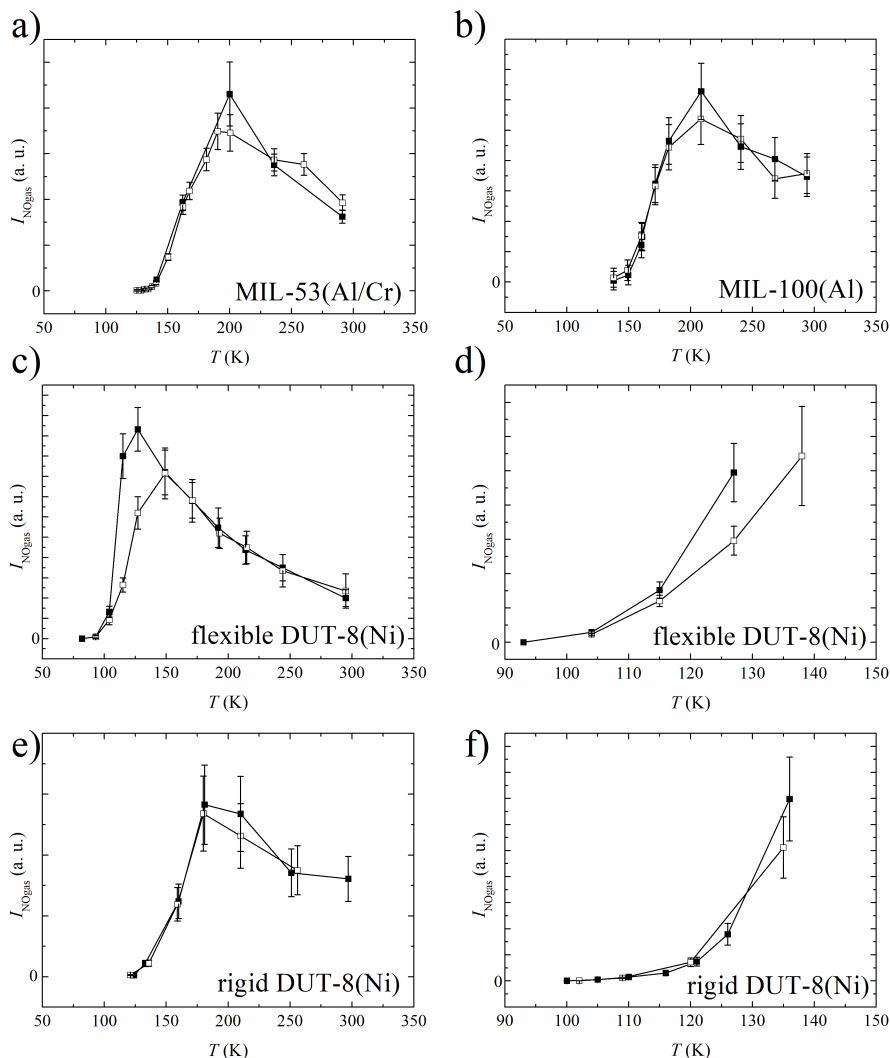 a)
I_NOgas (a. u.)
0
50 100 150 200 250 300 350
T (K)
MIL-53(Al/Cr)
b)
I_NOgas (a. u.)
0
50 100 150 200 250 300 350
T (K)
MIL-100(Al)
c)
I_NOgas (a. u.)
0
50 100 150 200 250 300 350
T (K)
flexible DUT-8(Ni)
d)
I_NOgas (a. u.)
0
90 100 110 120 130 140 150
T (K)
flexible DUT-8(Ni)
e)
I_NOgas (a. u.)
0
50 100 150 200 250 300 350
T (K)
rigid DUT-8(Ni)
f)
I_NOgas (a. u.)
0
90 100 110 120 130 140 150
T (K)
rigid DUT-8(Ni)